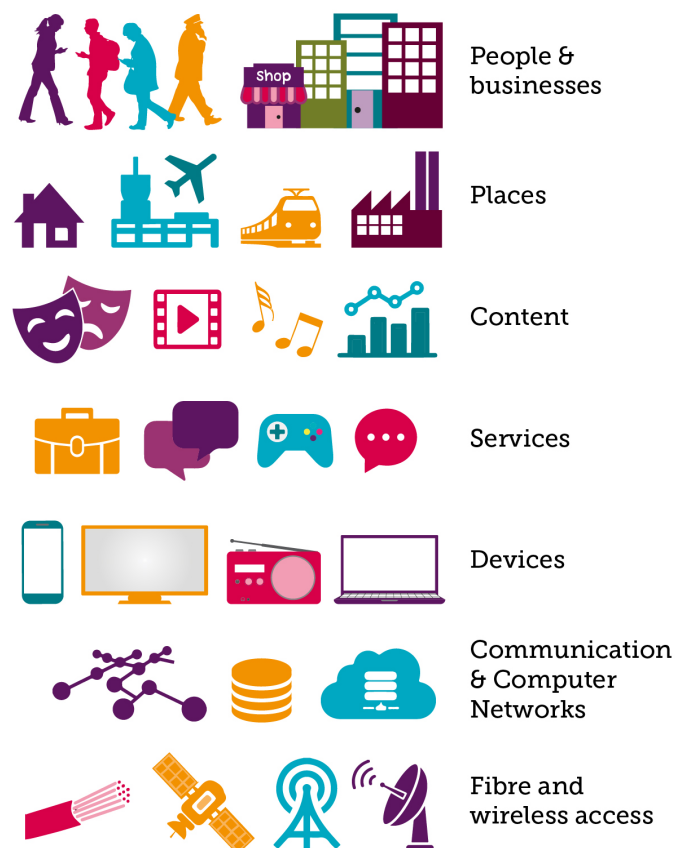 Shop
People &
businesses
Places
Content
Services
Devices
Communication
& Computer
Networks
Fibre and
wireless access